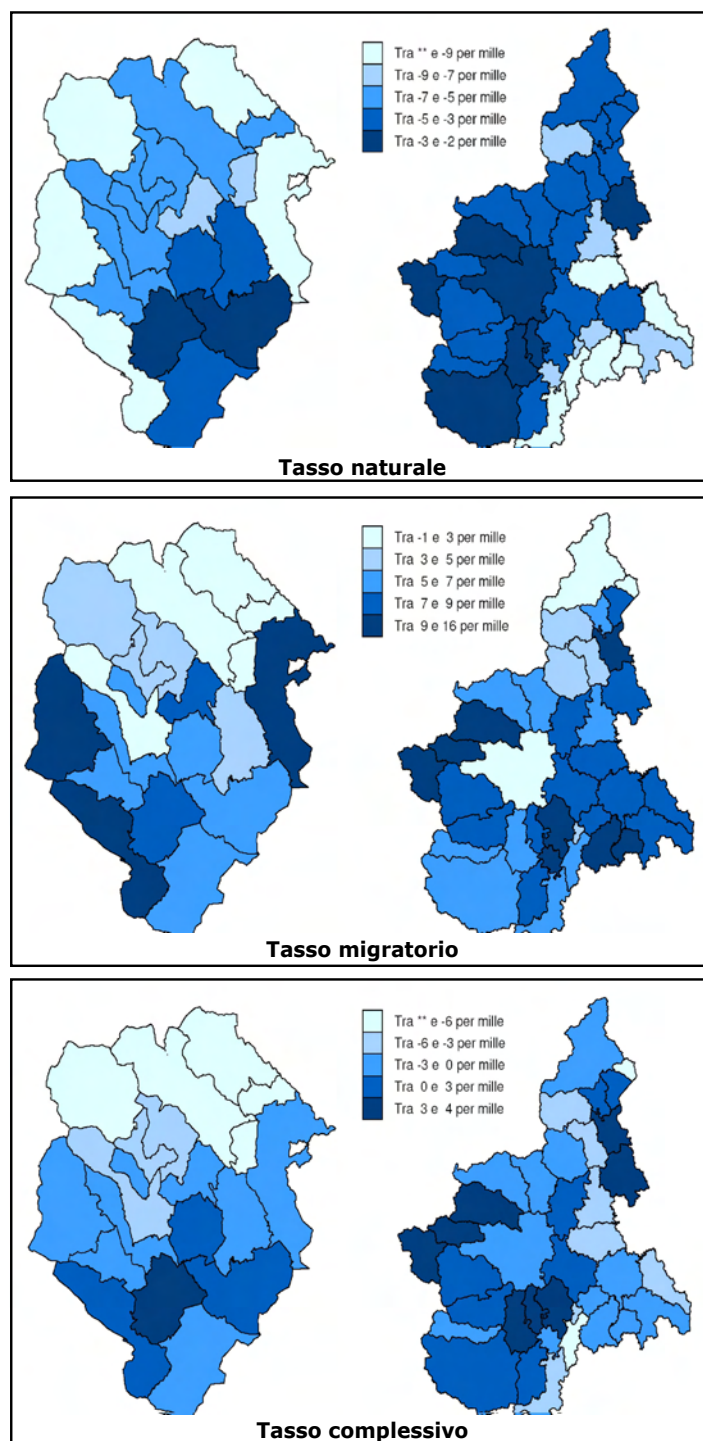 Tra ** e -9 per mille
Tra -9 e -7 per mille
Tra -7 e -5 per mille
Tra -5 e -3 per mille
Tra -3 e -2 per mille
Tasso naturale
Tra -1 e 3 per mille
Tra 3 e 5 per mille
Tra 5 e 7 per mille
Tra 7 e 9 per mille
Tra 9 e 16 per mille
Tasso migratorio
Tra ** e -6 per mille
Tra -6 e -3 per mille
Tra -3 e 0 per mille
Tra 0 e 3 per mille
Tra 3 e 4 per mille
Tasso complessivo